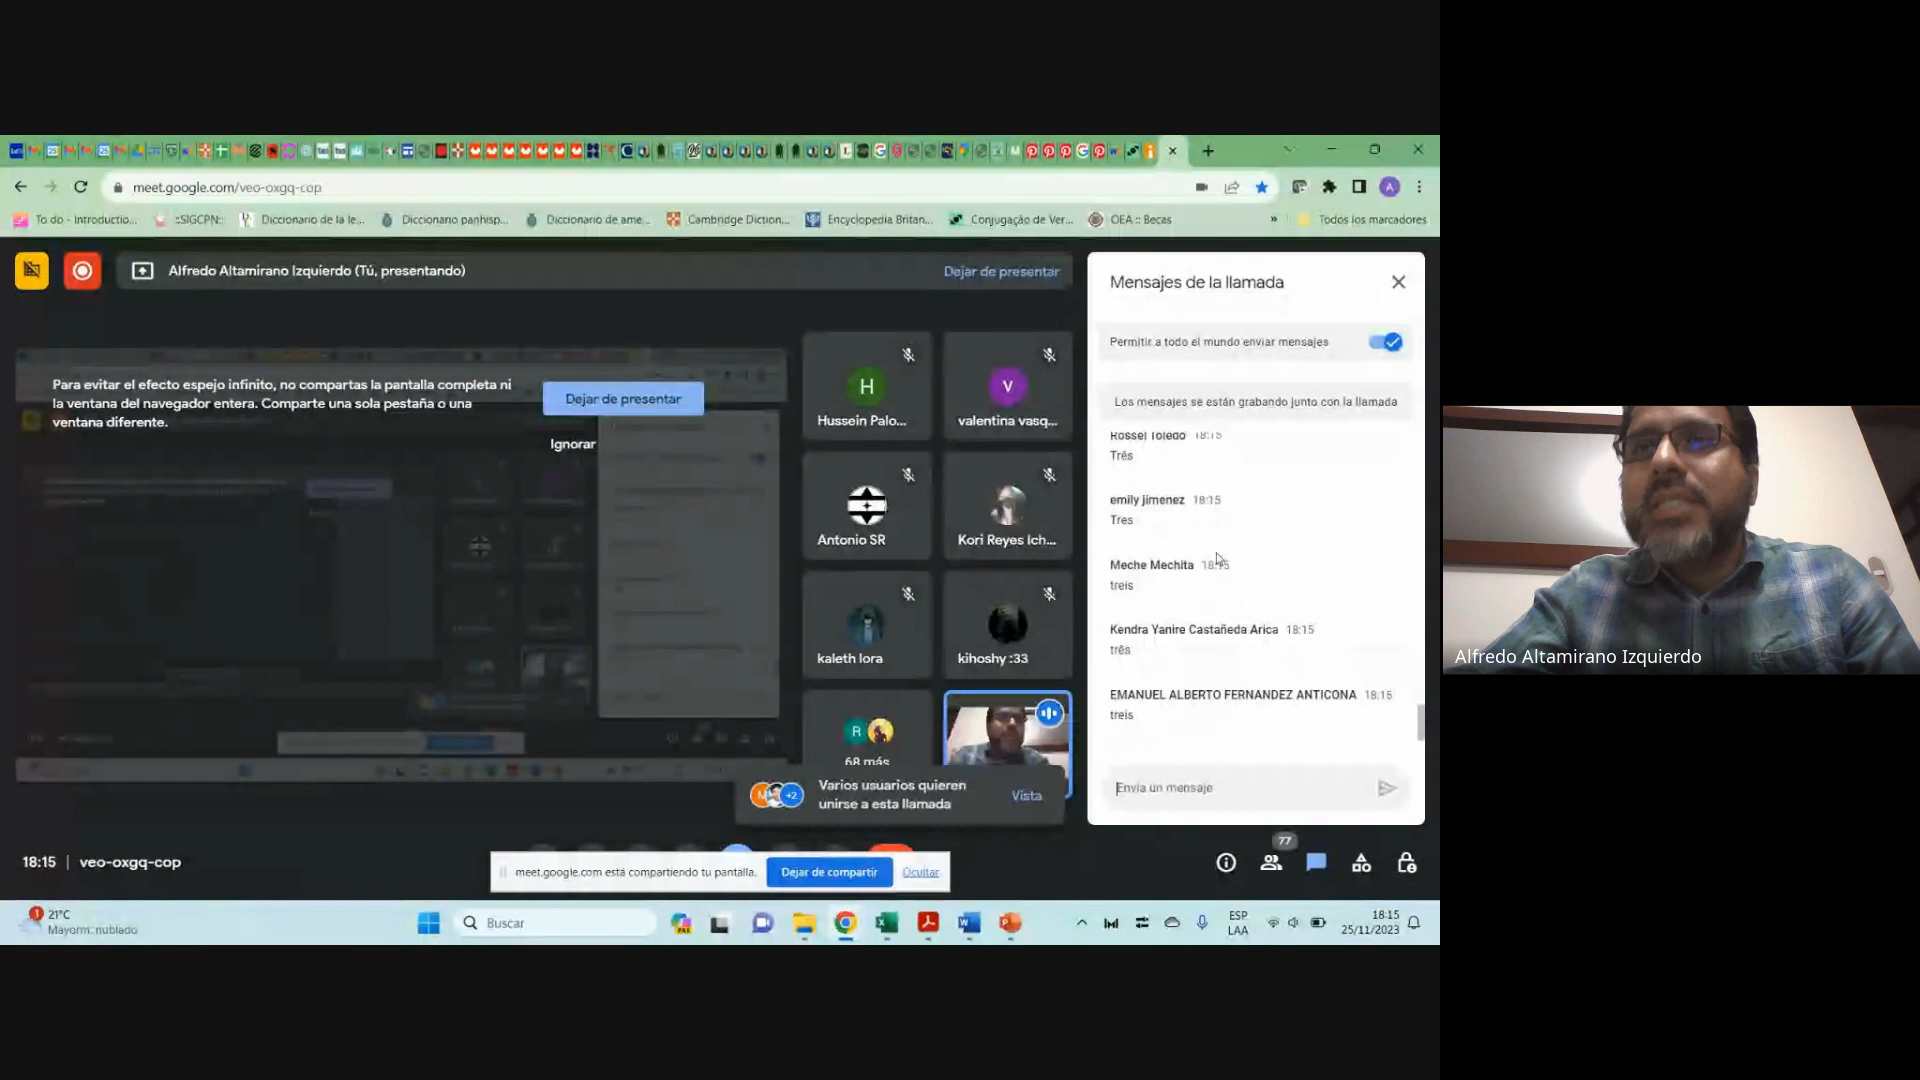 meet.google.com/veo-oxgq-cop
To do - Introductio...
::SIGCPN::
Diccionario de la le...
Diccionario panhisp...
Diccionario de ame...
Cambridge Diction...
Encyclopedia Britan...
Conjugação de Ver...
OEA :: Becas
»
Todos los marcadores
Alfredo Altamirano Izquierdo (Tú, presentando)
Dejar de presentar
Para evitar el efecto espejo infinito, no compartas la pantalla completa ni
la ventana del navegador entera. Comparte una sola pestaña o una
ventana diferente.
Dejar de presentar
Ignorar
H
Hussein Palo...
V
valentina vasq...
Antonio SR
Kori Reyes Ich...
kaleth lora
kihoshy :33
R
68 más
Varios usuarios quieren
unirse a esta llamada
+2
Vista
Mensajes de la llamada
Permitir a todo el mundo enviar mensajes
Los mensajes se están grabando junto con la llamada
Rossel Toledo 18:15
Três
emily jimenez 18:15
Tres
Meche Mechita 18:15
treis
Kendra Yanire Castañeda Arica 18:15
três
EMANUEL ALBERTO FERNANDEZ ANTICONA 18:15
treis
Envía un mensaje
18:15 | veo-oxgq-cop
meet.google.com está compartiendo tu pantalla.
Dejar de compartir
Ocultar
77
1
21°C
Mayorm. nublado
Buscar
ESP
LAA
18:15
25/11/2023
Alfredo Altamirano Izquierdo